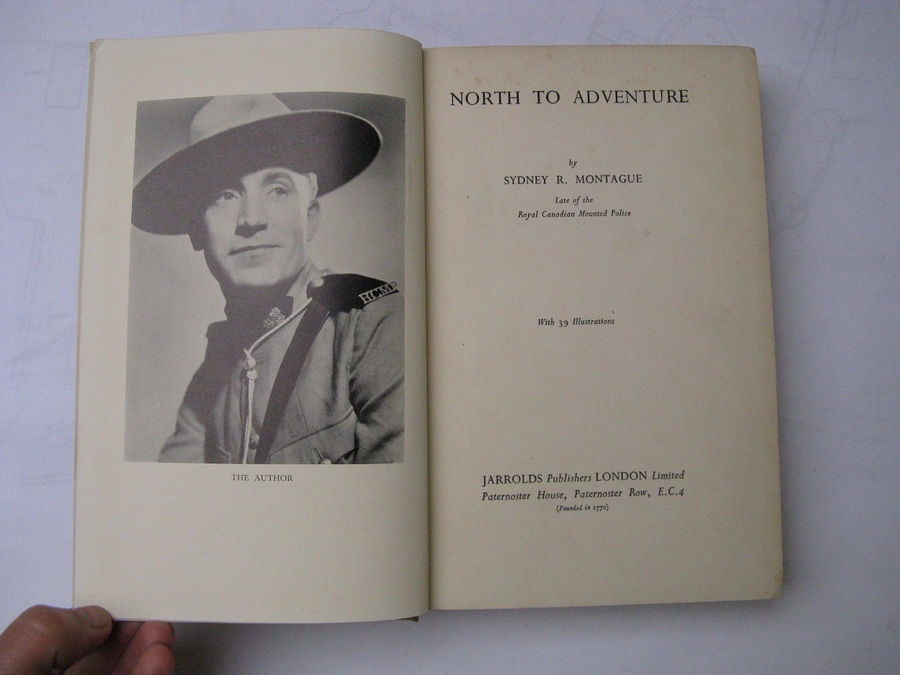 RCMP
THE AUTHOR
NORTH TO ADVENTURE
by
SYDNEY R. MONTAGUE
Late of the
Royal Canadian Mounted Police
With 39 Illustrations
JARROLDS Publishers LONDON Limited
Paternoster House, Paternoster Row, E.C.4
(Founded in 1770)